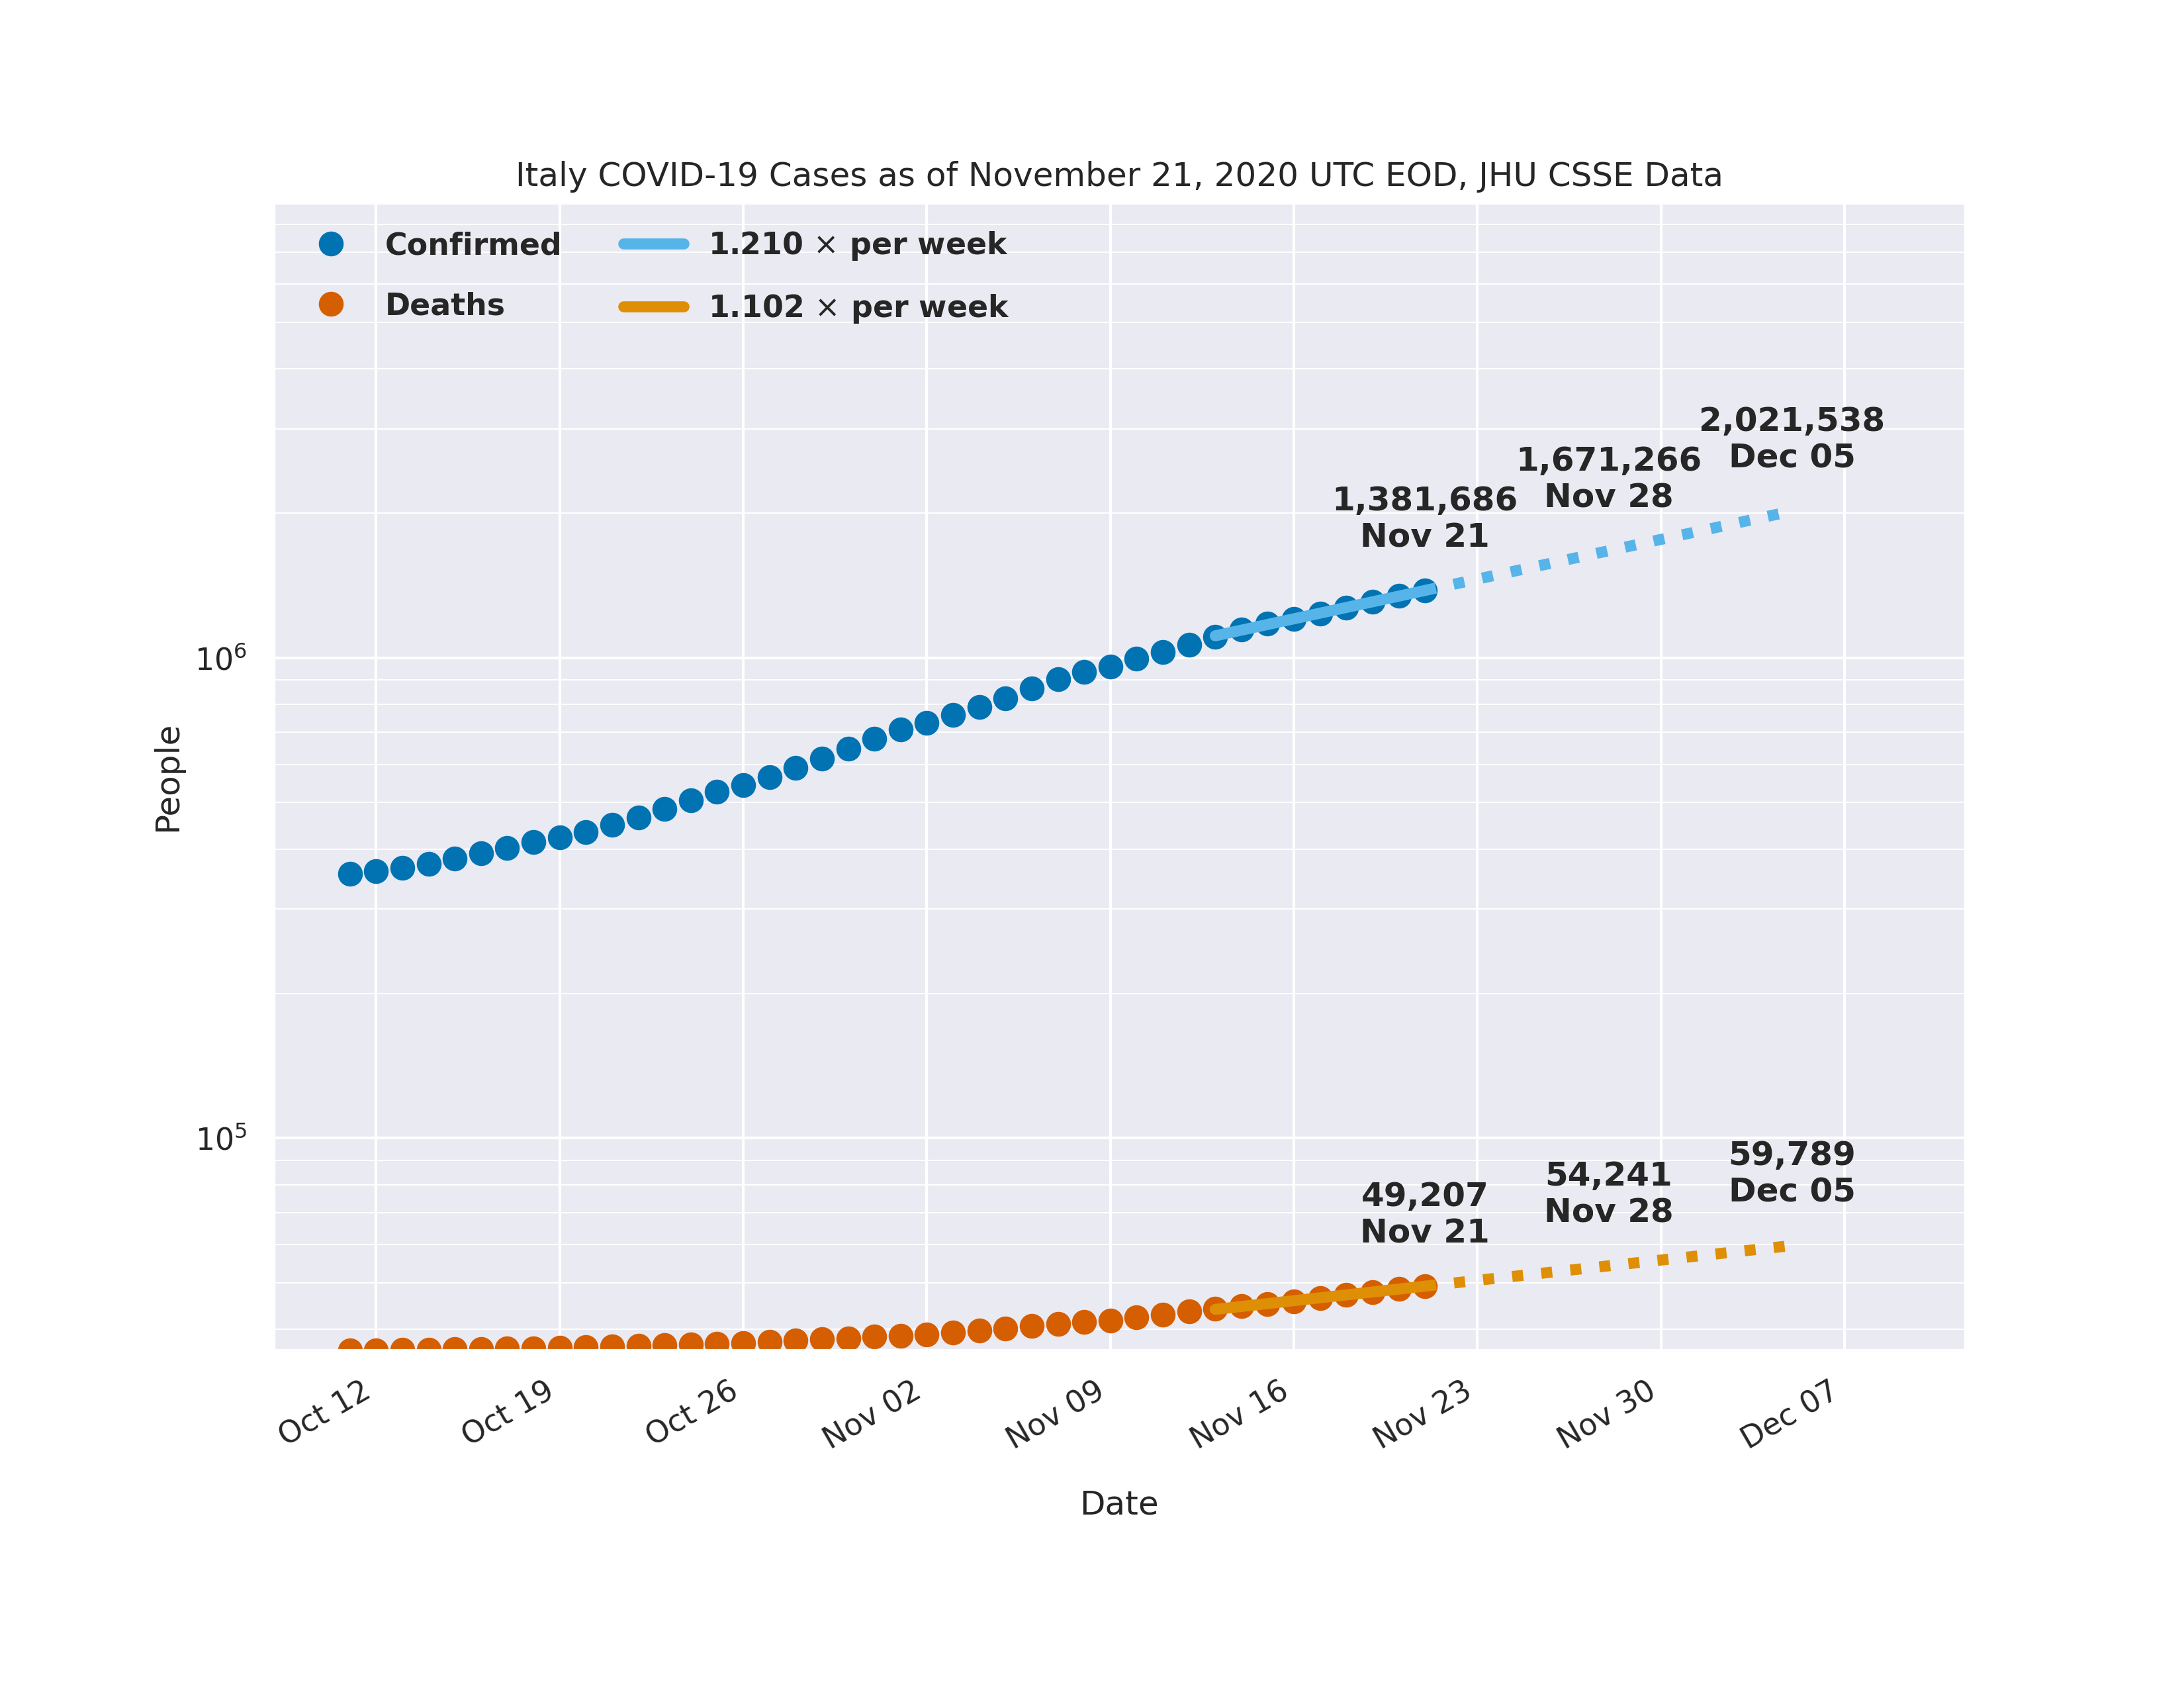 Italy COVID-19 Cases as of November 21, 2020 UTC EOD, JHU CSSE Data
Confirmed
Deaths
1.210 × per week
1.102 × per week
2,021,538
Dec 05
1,671,266
Nov 28
1,381,686
Nov 21
10⁶
People
10⁵
59,789
Dec 05
54,241
Nov 28
49,207
Nov 21
Oct 12
Oct 19
Oct 26
Nov 02
Nov 09
Nov 16
Nov 23
Nov 30
Dec 07
Date